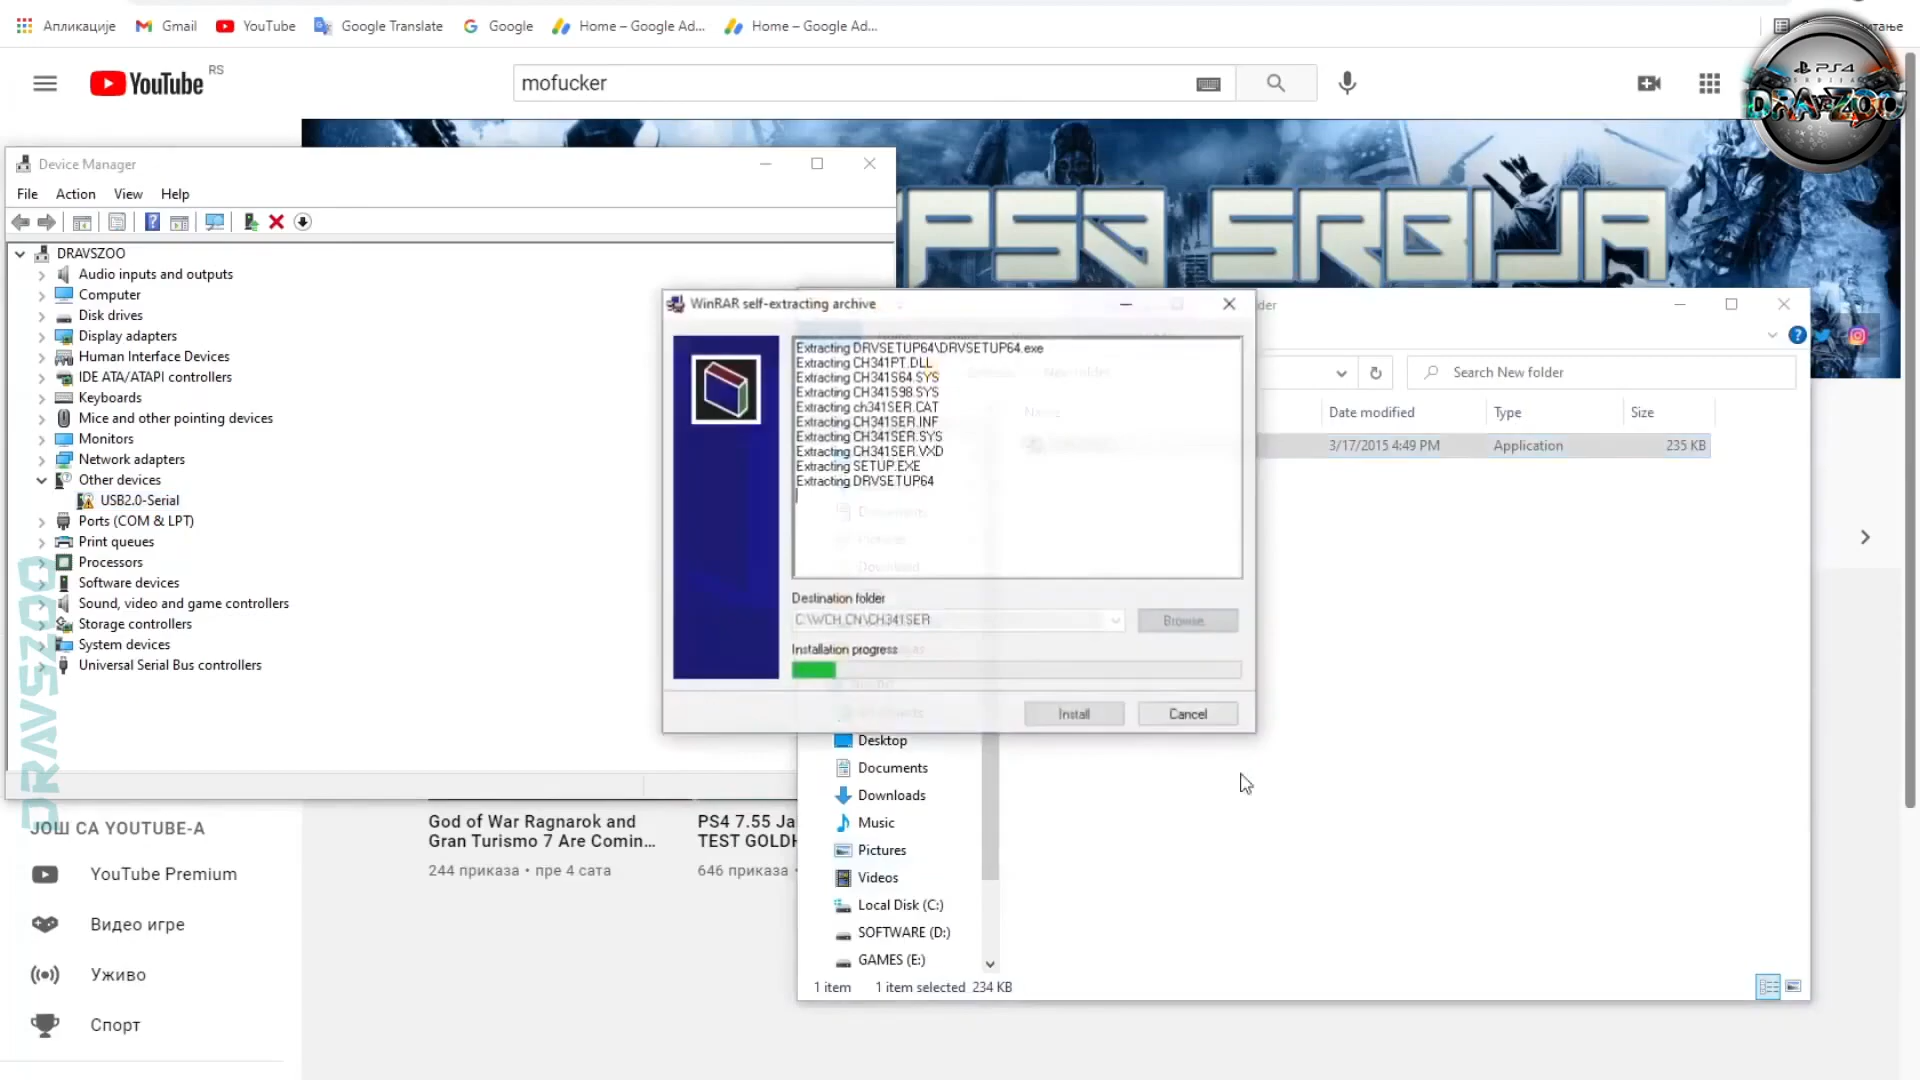 Апликације
Gmail
YouTube
Google Translate
Google
Home – Google Ad...
Home – Google Ad...
YouTube RS
mofucker
PS4
SRBIJA
DRAVSZOO
PS3 SRBIJA
Device Manager
File Action View Help
DRAVSZOO
Audio inputs and outputs
Computer
Disk drives
Display adapters
Human Interface Devices
IDE ATA/ATAPI controllers
Keyboards
Mice and other pointing devices
Monitors
Network adapters
Other devices
USB2.0-Serial
Ports (COM & LPT)
Print queues
Processors
Software devices
Sound, video and game controllers
Storage controllers
System devices
Universal Serial Bus controllers
DRAVSZOO
WinRAR self-extracting archive
Extracting DRVSETUP64\DRVSETUP64.exe
Extracting CH341PT.DLL
Extracting CH341S64.SYS
Extracting CH341S98.SYS
Extracting ch341SER.CAT
Extracting CH341SER.INF
Extracting CH341SER.SYS
Extracting CH341SER.VXD
Extracting SETUP.EXE
Extracting DRVSETUP64
Destination folder
C:\WCH.CN\CH341SER
Browse...
Installation progress
Install
Cancel
Search New folder
Name
Date modified
Type
Size
3/17/2015 4:49 PM
Application
235 KB
Documents
Pictures
Download
Desktop
Documents
Downloads
Music
Pictures
Videos
Local Disk (C:)
SOFTWARE (D:)
GAMES (E:)
1 item
1 item selected 234 KB
God of War Ragnarok and
Gran Turismo 7 Are Comin...
244 приказа • пре 4 сата
PS4 7.55 Ja
646 приказа •
ЈОШ СА YOUTUBE-А
YouTube Premium
Видео игре
Уживо
Спорт